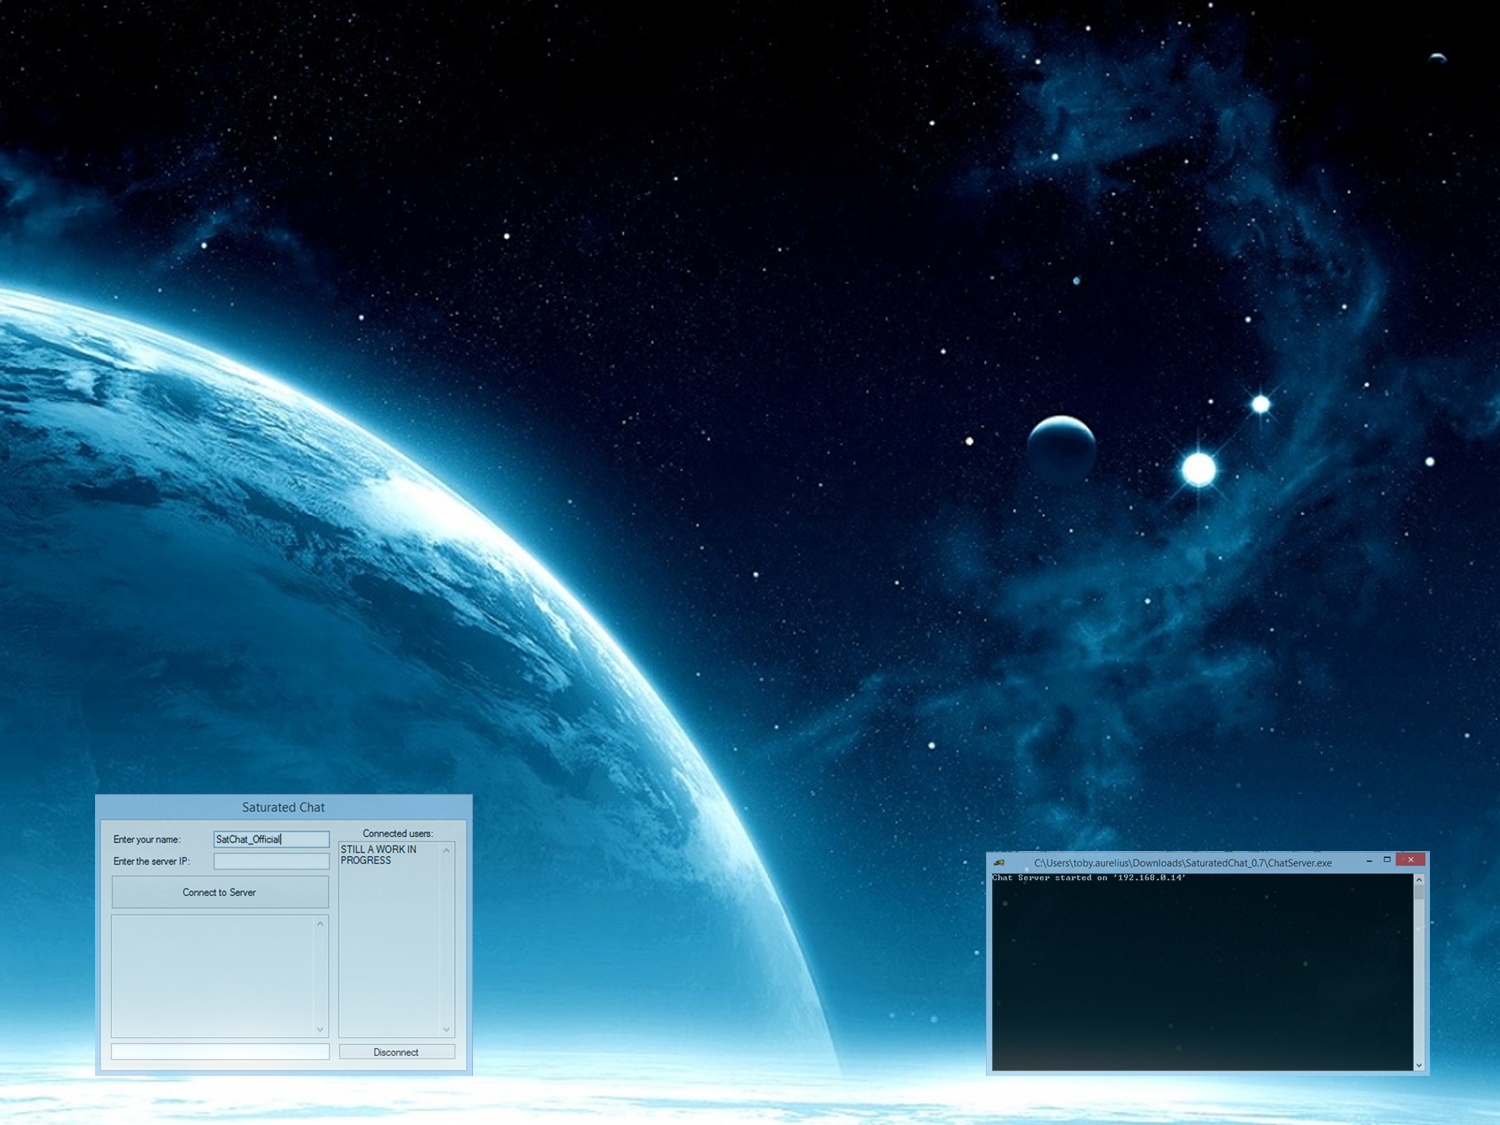 Saturated Chat
Enter your name:
SatChat_Official
Connected users:
Enter the server IP:
STILL A WORK IN
PROGRESS
Connect to Server
Disconnect
C:\Users\toby.aurelius\Downloads\SaturatedChat_0.7\ChatServer.exe
Chat Server started on '192.168.0.14'